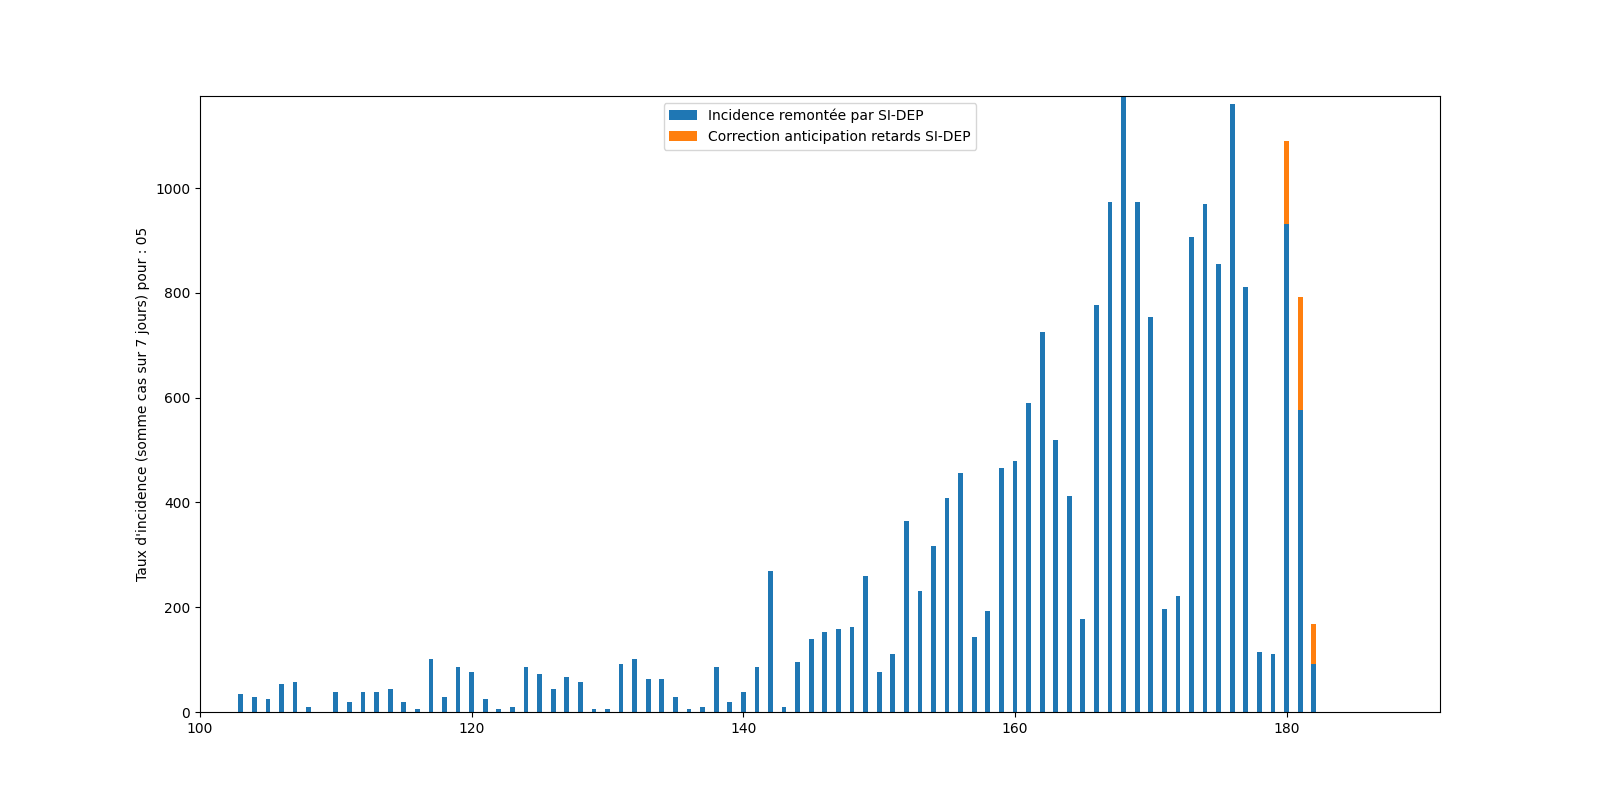 Incidence remontée par SI-DEP
Correction anticipation retards SI-DEP
Taux d'incidence (somme cas sur 7 jours) pour : 05
1000
800
600
400
200
0
100 120 140 160 180